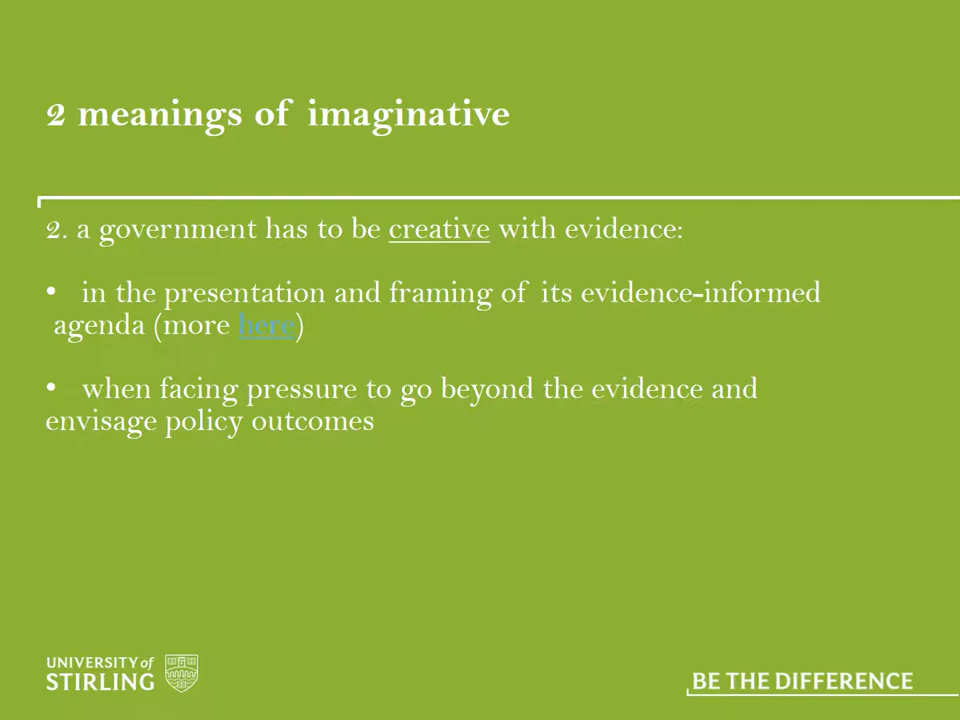 2 meanings of imaginative
2. a government has to be creative with evidence:
• in the presentation and framing of its evidence-informed
agenda (more here)
• when facing pressure to go beyond the evidence and
envisage policy outcomes
UNIVERSITY of
STIRLING
BE THE DIFFERENCE